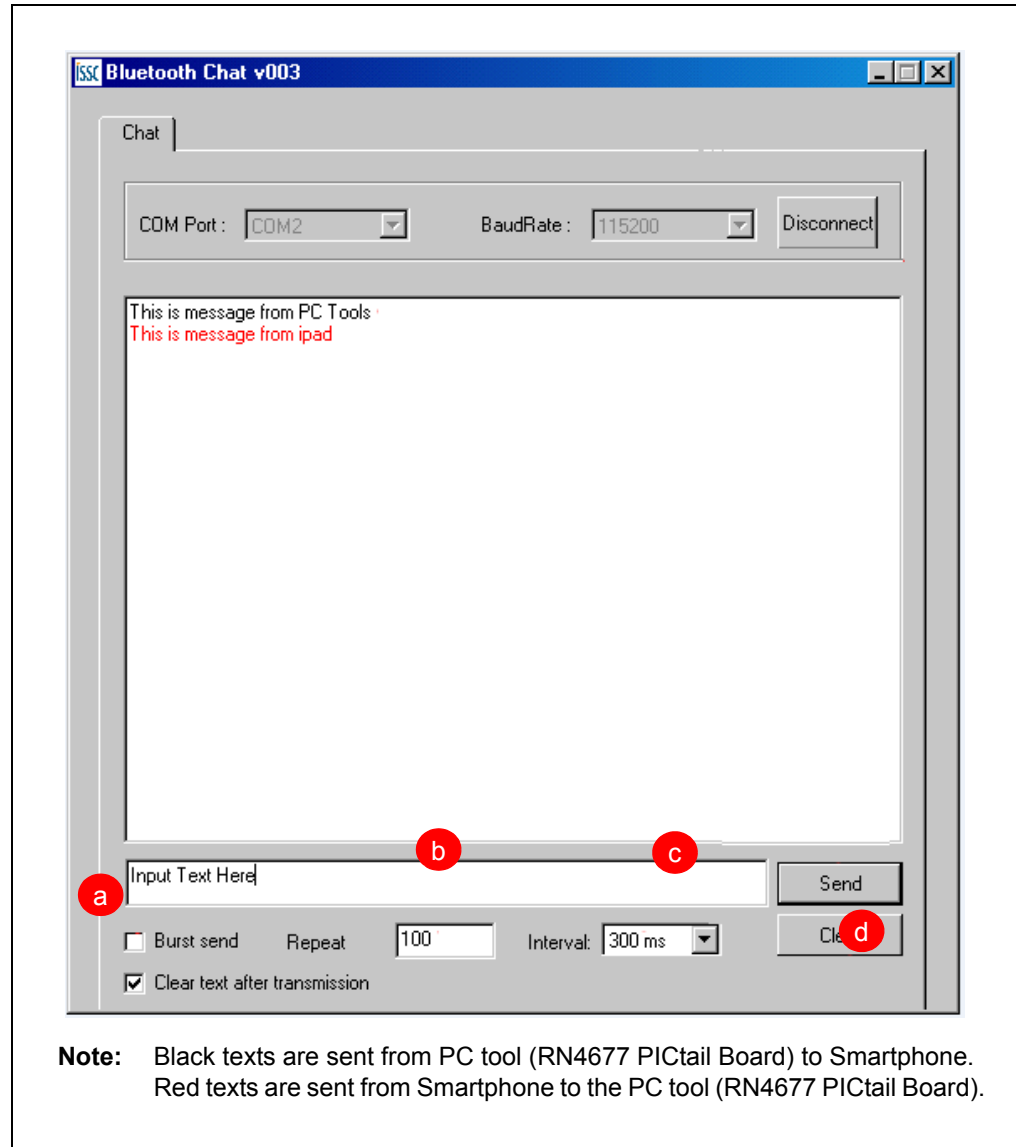 ISSC Bluetooth Chat v003
Chat
COM Port : COM2 BaudRate : 115200 Disconnect
This is message from PC Tools
This is message from ipad
b c
Input Text Here Send
a
d
Burst send Repeat 100 Interval: 300 ms
Clear text after transmission
Note: Black texts are sent from PC tool (RN4677 PICtail Board) to Smartphone.
Red texts are sent from Smartphone to the PC tool (RN4677 PICtail Board).